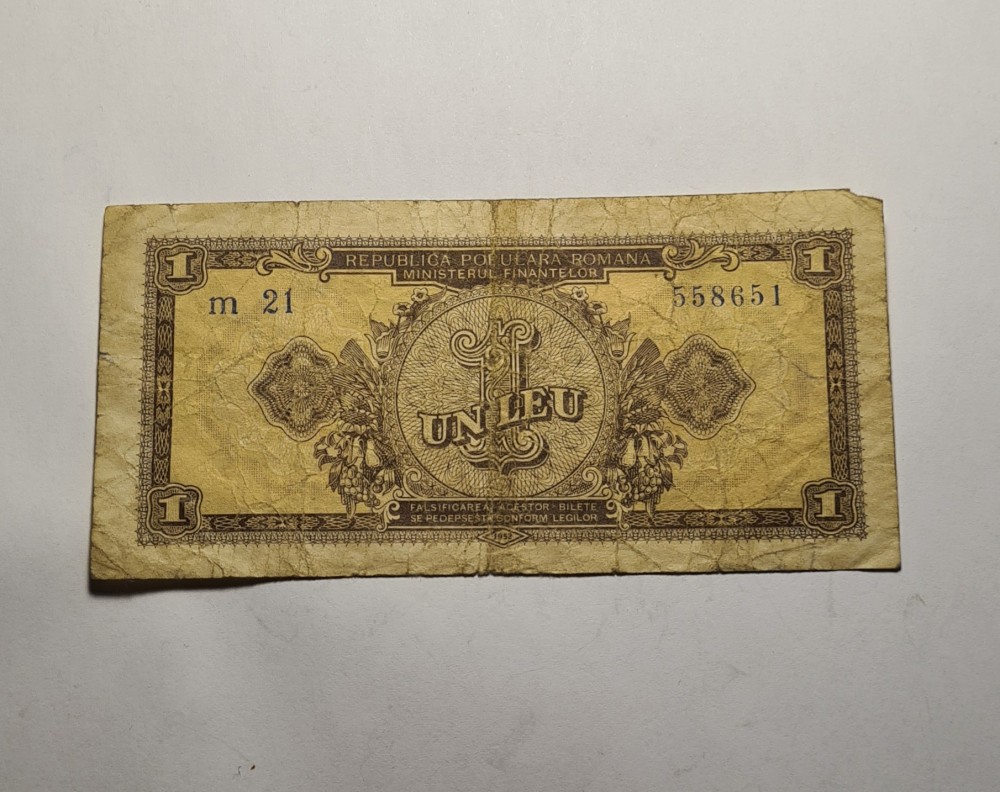 1 REPUBLICA POPULARA ROMANA 1
MINISTERUL FINANTELOR
m 21 558651
1
UN LEU
1 FALSIFICAREA ACESTOR BILETE 1
SE PEDEPSESTE CONFORM LEGILOR
1952